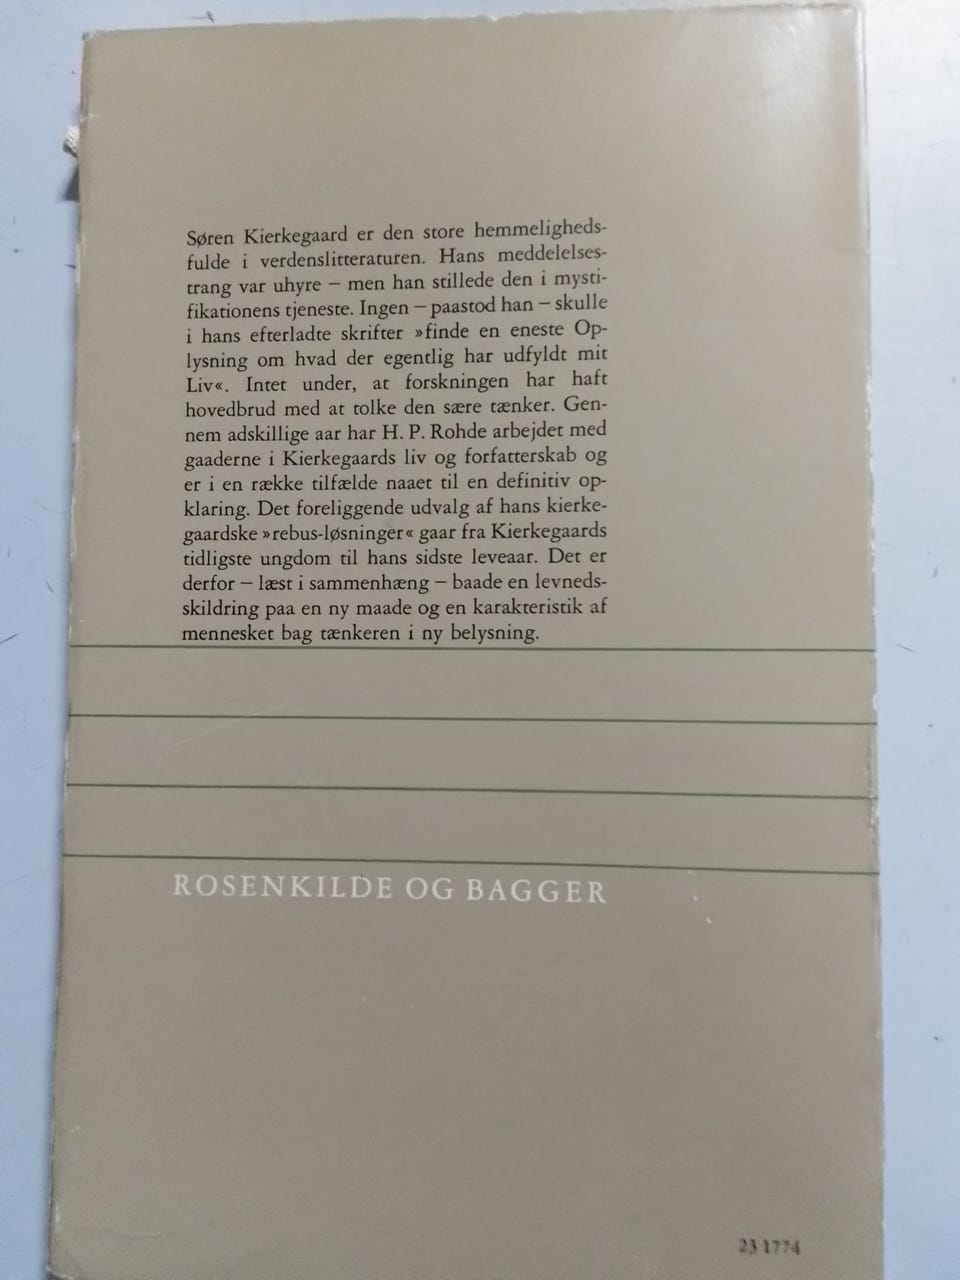 Søren Kierkegaard er den store hemmeligheds-
fulde i verdenslitteraturen. Hans meddelelses-
trang var uhyre – men han stillede den i mysti-
fikationens tjeneste. Ingen – paastod han – skulle
i hans efterladte skrifter »finde en eneste Op-
lysning om hvad der egentlig har udfyldt mit
Liv«. Intet under, at forskningen har haft
hovedbrud med at tolke den sære tænker. Gen-
nem adskillige aar har H. P. Rohde arbejdet med
gaaderne i Kierkegaards liv og forfatterskab og
er i en række tilfælde naaet til en definitiv op-
klaring. Det foreliggende udvalg af hans kierke-
gaardske »rebus-løsninger« gaar fra Kierkegaards
tidligste ungdom til hans sidste leveaar. Det er
derfor – læst i sammenhæng – baade en levneds-
skildring paa en ny maade og en karakteristik af
mennesket bag tænkeren i ny belysning.
ROSENKILDE OG BAGGER
23 1774